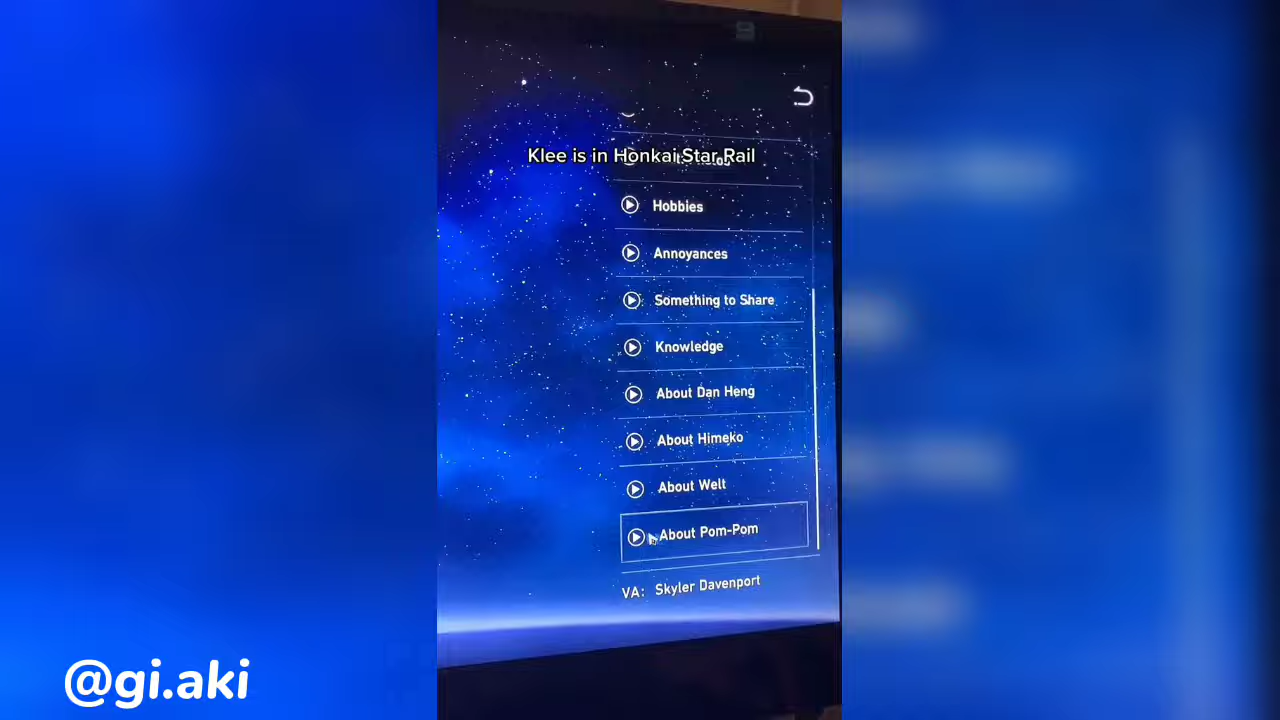 Klee is in Honkai Star Rail
Hobbies
Annoyances
Something to Share
Knowledge
About Dan Heng
About Himeko
About Welt
About Pom-Pom
VA: Skyler Davenport
@gi.aki